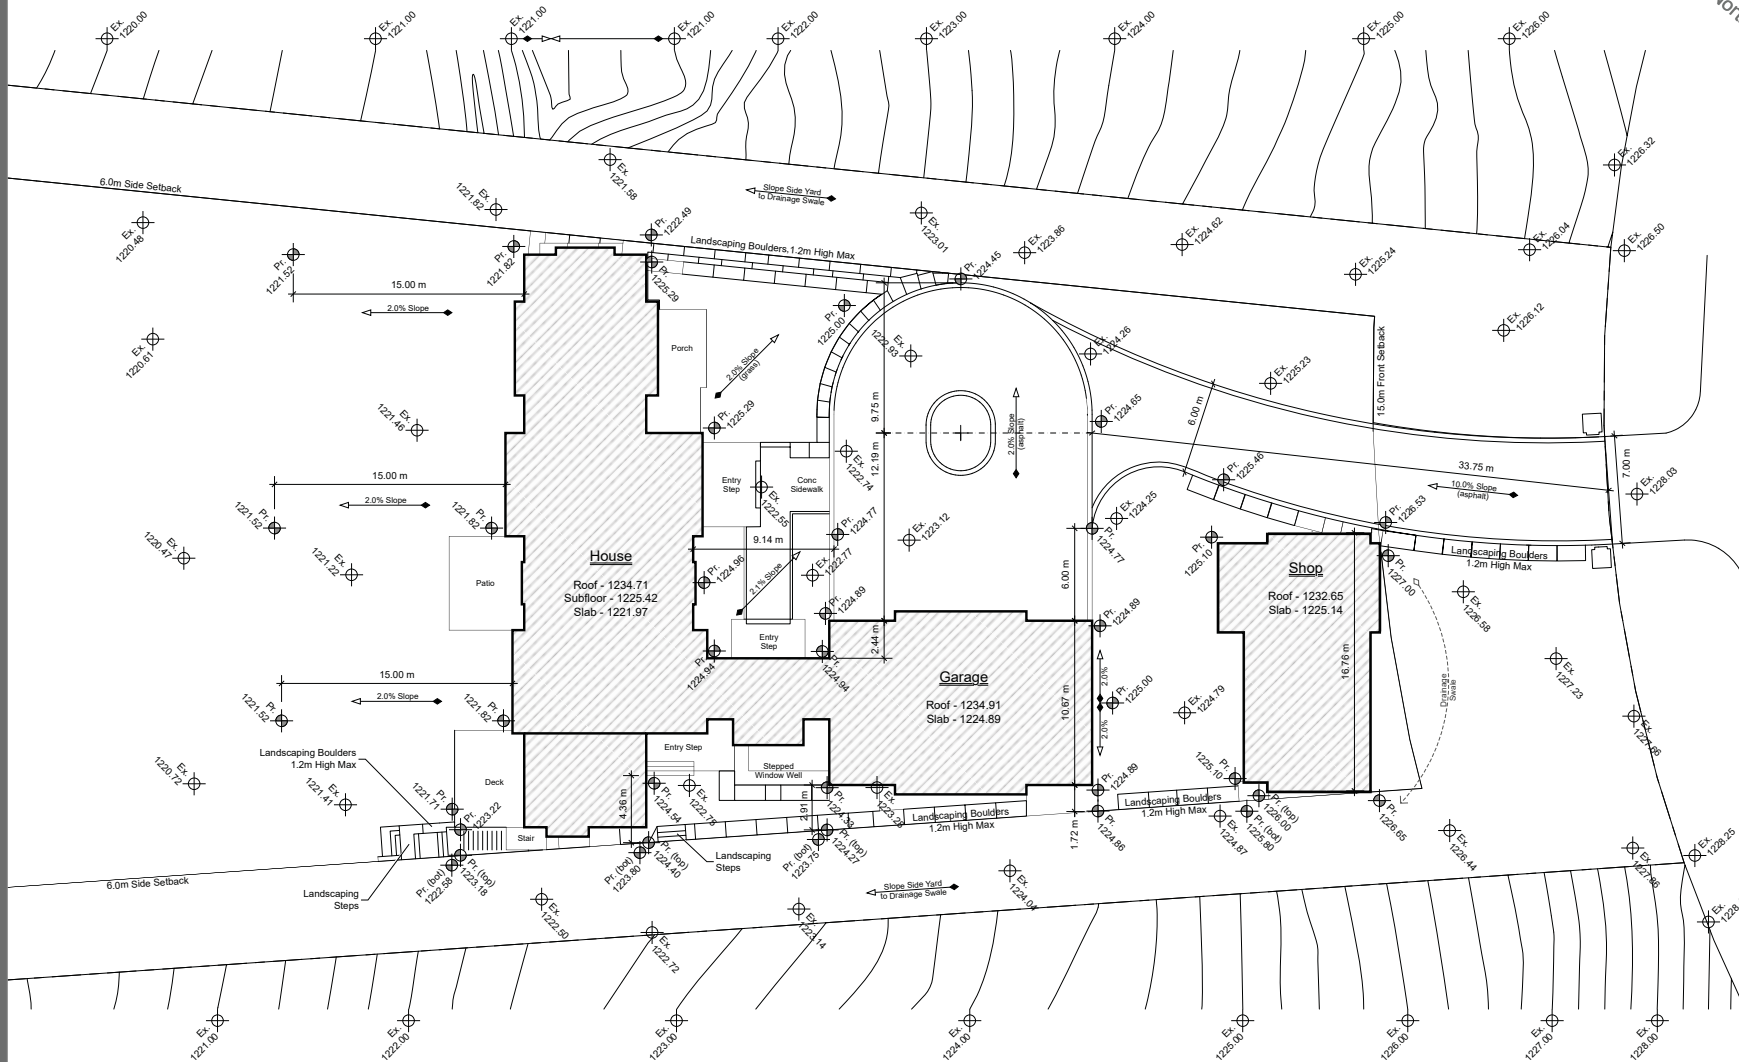 Ex.
1220.00
Ex.
1221.00
Ex.
1221.00
Ex.
1221.00
Ex.
1222.00
Ex.
1223.00
Ex.
1224.00
Ex.
1225.00
Ex.
1226.00
6.0m Side Setback
Ex.
1220.48
Ex.
1221.82
Ex.
1221.58
Slope Side Yard
to Drainage Swale
Ex.
1223.01
Ex.
1223.86
Ex.
1224.62
Ex.
1225.24
Ex.
1226.04
Ex.
1226.32
Ex.
1226.50
Pr.
1221.52
Pr.
1221.82
Pr.
1222.49
Pr.
1225.29
Landscaping Boulders, 1.2m High Max
Pr.
1224.45
15.00 m
2.0% Slope
Ex.
1220.61
Porch
2.0% Slope
(grass)
Pr.
1225.00
Ex.
1222.93
Ex.
1224.26
Ex.
1225.23
15.0m Front Setback
Ex.
1226.12
Ex.
1221.46
Pr.
1225.29
9.75 m
12.19 m
2.0% Slope
(asphalt)
Pr.
1224.65
6.00 m
33.75 m
10.0% Slope
(asphalt)
7.00 m
Ex.
1228.03
15.00 m
2.0% Slope
Pr.
1221.52
Pr.
1221.82
Entry
Step
Ex.
1222.55
Conc
Sidewalk
Ex.
1222.74
Pr.
1224.77
Ex.
1223.12
Ex.
1224.25
Pr.
1224.77
Pr.
1225.46
Pr.
1226.53
Landscaping Boulders
1.2m High Max
Ex.
1220.47
Ex.
1221.22
Patio
House
Roof - 1234.71
Subfloor - 1225.42
Slab - 1221.97
9.14 m
Pr.
1224.96
2.1% Slope
Ex.
1222.77
Pr.
1224.89
6.00 m
Pr.
1225.10
Shop
Roof - 1232.65
Slab - 1225.14
Pr.
1227.00
Ex.
1226.58
Pr.
1224.89
Entry
Step
2.44 m
Pr.
1224.94
Pr.
1224.94
16.76 m
Drainage
Swale
Ex.
1227.23
15.00 m
2.0% Slope
Pr.
1221.52
Pr.
1221.82
Garage
Roof - 1234.91
Slab - 1224.89
10.67 m
2.0%
2.0%
Pr.
1225.00
Ex.
1224.79
Ex.
1227.66
Landscaping Boulders
1.2m High Max
Ex.
1220.72
Ex.
1221.41
Deck
Entry Step
Stepped
Window Well
Pr.
1221.71
Pr.
1223.22
4.36 m
Pr.
1224.54
Ex.
1222.75
2.91 m
Pr.
1224.33
Ex.
1223.28
Pr.
1224.89
Pr.
1225.10
Landscaping Boulders
1.2m High Max
Landscaping Boulders
1.2m High Max
1.72 m
Pr.
1224.86
Ex.
1224.87
Pr. (top)
1226.00
Pr. (bot)
1225.80
Pr.
1226.65
Ex.
1226.44
Ex.
1227.86
Ex.
1228.25
Stair
Pr. (bot)
1222.58
Pr. (top)
1223.18
Pr. (bot)
1223.80
Pr. (top)
1224.40
Landscaping
Steps
Pr. (bot)
1223.75
Pr. (top)
1224.27
6.0m Side Setback
Landscaping
Steps
Slope Side Yard
to Drainage Swale
Ex.
1224.04
Ex.
1222.50
Ex.
1222.72
Ex.
1223.14
Ex.
1228
Ex.
1221.00
Ex.
1222.00
Ex.
1223.00
Ex.
1224.00
Ex.
1225.00
Ex.
1226.00
Ex.
1227.00
Ex.
1228.00